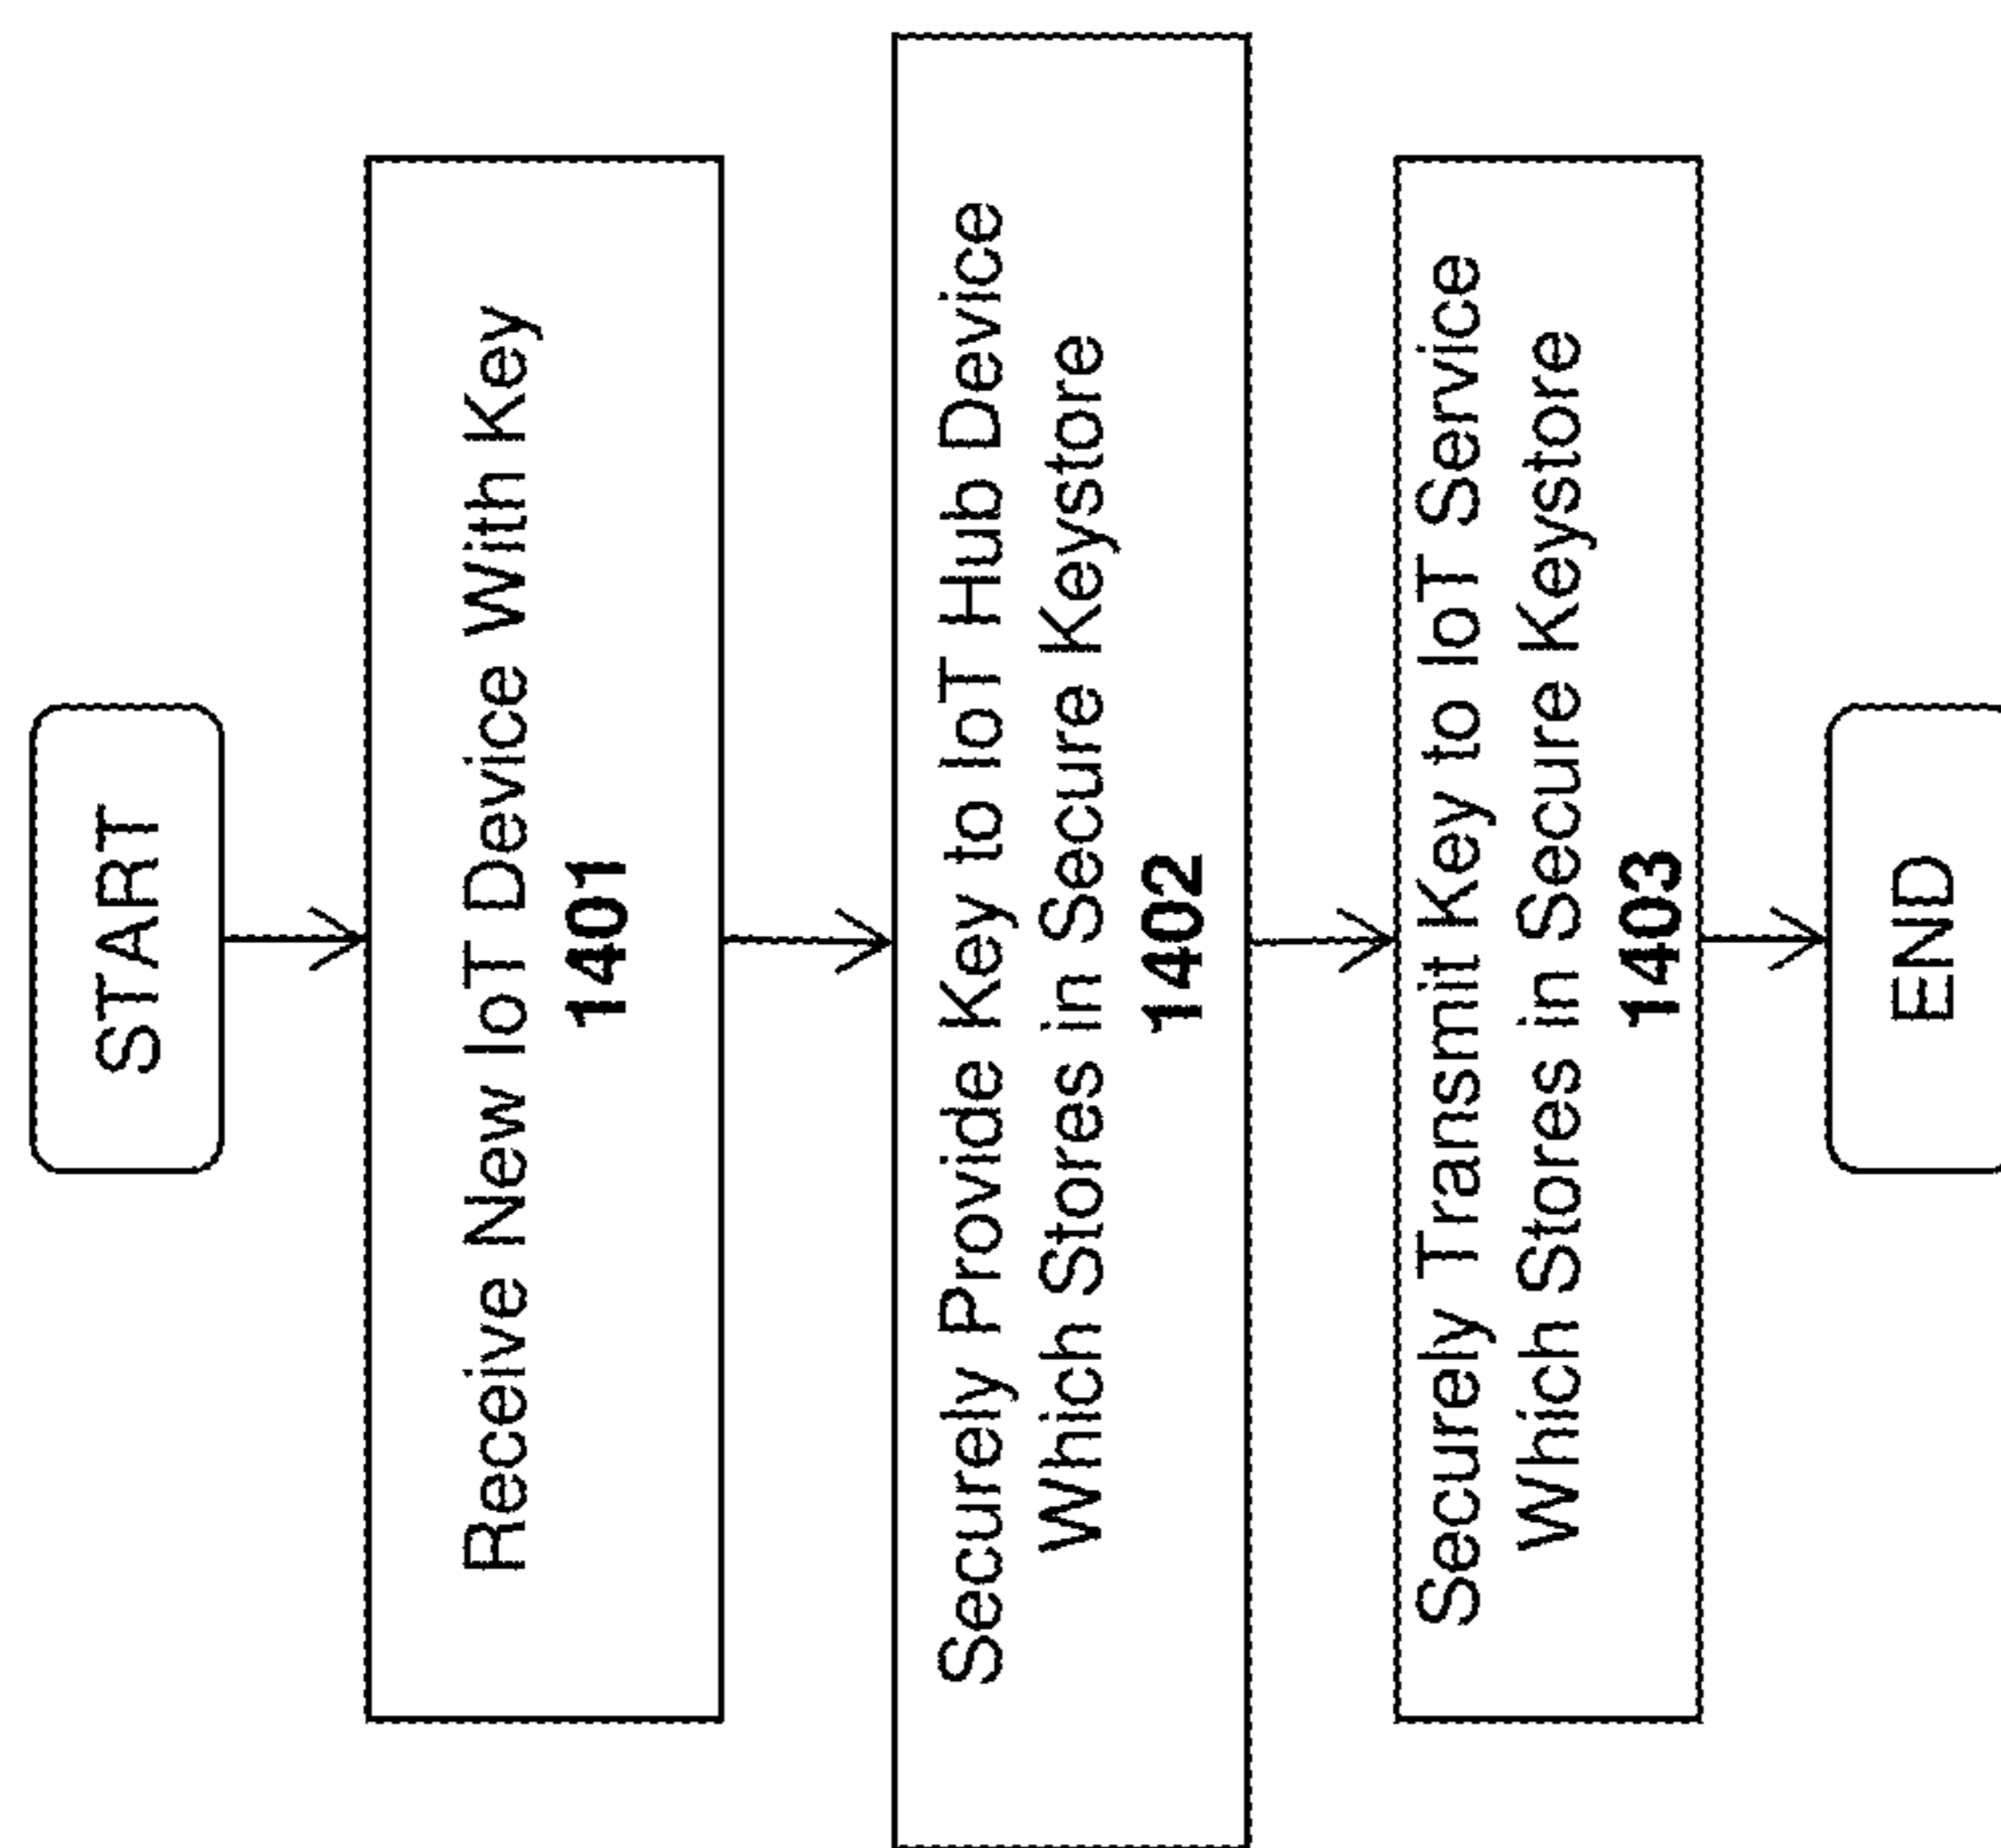 START
Receive New IoT Device With Key
1401
Securely Provide Key to IoT Hub Device
Which Stores in Secure Keystore
1402
Securely Transmit Key to IoT Service
Which Stores in Secure Keystore
1403
END